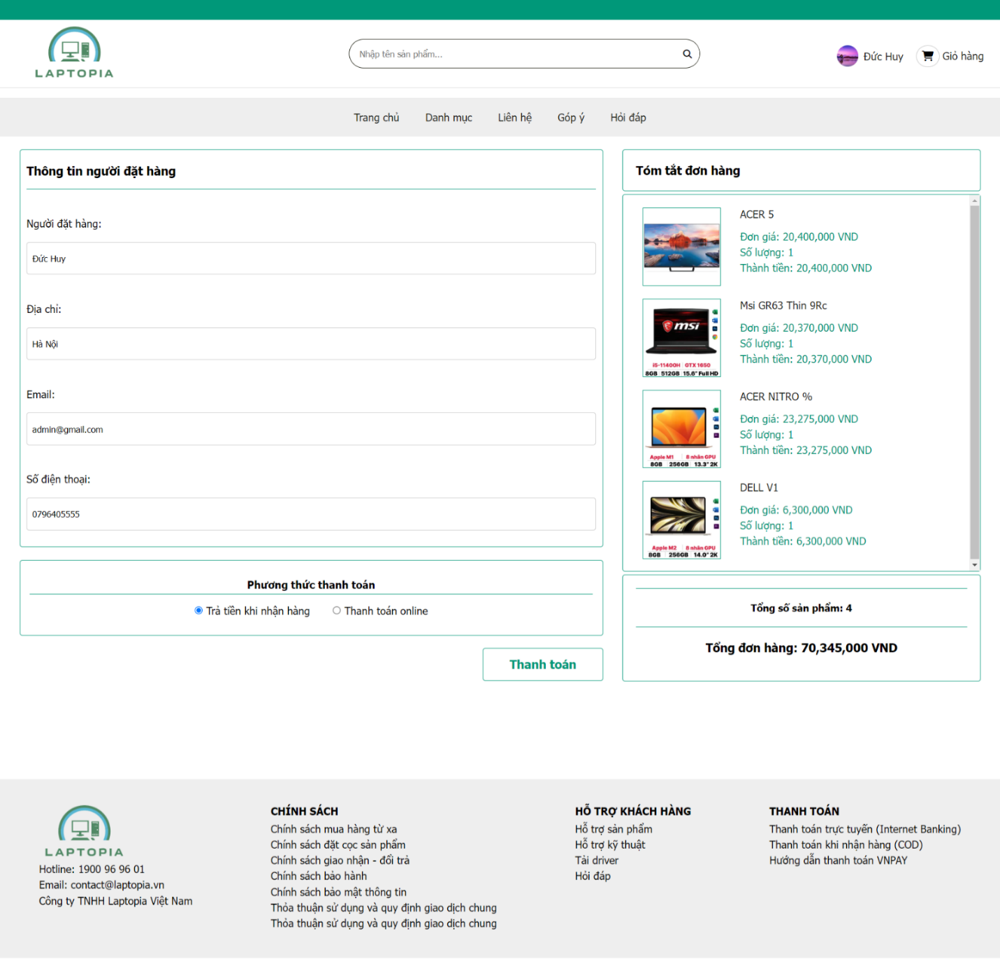 LAPTOPIA
Nhập tên sản phẩm...
Đức Huy
Giỏ hàng
Trang chủ Danh mục Liên hệ Góp ý Hỏi đáp
Thông tin người đặt hàng
Người đặt hàng:
Đức Huy
Địa chỉ:
Hà Nội
Email:
admin@gmail.com
Số điện thoại:
0796405555
Phương thức thanh toán
Trả tiền khi nhận hàng Thanh toán online
Thanh toán
Tóm tắt đơn hàng
ACER 5
Đơn giá: 20,400,000 VND
Số lượng: 1
Thành tiền: 20,400,000 VND
msi
i5-11400H GTX 1650
8GB 512GB 15.6" Full HD
Msi GR63 Thin 9Rc
Đơn giá: 20,370,000 VND
Số lượng: 1
Thành tiền: 20,370,000 VND
Apple M1 8 nhân GPU
8GB 256GB 13.3" 2K
ACER NITRO %
Đơn giá: 23,275,000 VND
Số lượng: 1
Thành tiền: 23,275,000 VND
Apple M2 8 nhân GPU
8GB 256GB 14.0" 2K
DELL V1
Đơn giá: 6,300,000 VND
Số lượng: 1
Thành tiền: 6,300,000 VND
Tổng số sản phẩm: 4
Tổng đơn hàng: 70,345,000 VND
LAPTOPIA
Hotline: 1900 96 96 01
Email: contact@laptopia.vn
Công ty TNHH Laptopia Việt Nam
CHÍNH SÁCH
Chính sách mua hàng từ xa
Chính sách đặt cọc sản phẩm
Chính sách giao nhận - đổi trả
Chính sách bảo hành
Chính sách bảo mật thông tin
Thỏa thuận sử dụng và quy định giao dịch chung
Thỏa thuận sử dụng và quy định giao dịch chung
HỖ TRỢ KHÁCH HÀNG
Hỗ trợ sản phẩm
Hỗ trợ kỹ thuật
Tải driver
Hỏi đáp
THANH TOÁN
Thanh toán trực tuyến (Internet Banking)
Thanh toán khi nhận hàng (COD)
Hướng dẫn thanh toán VNPAY